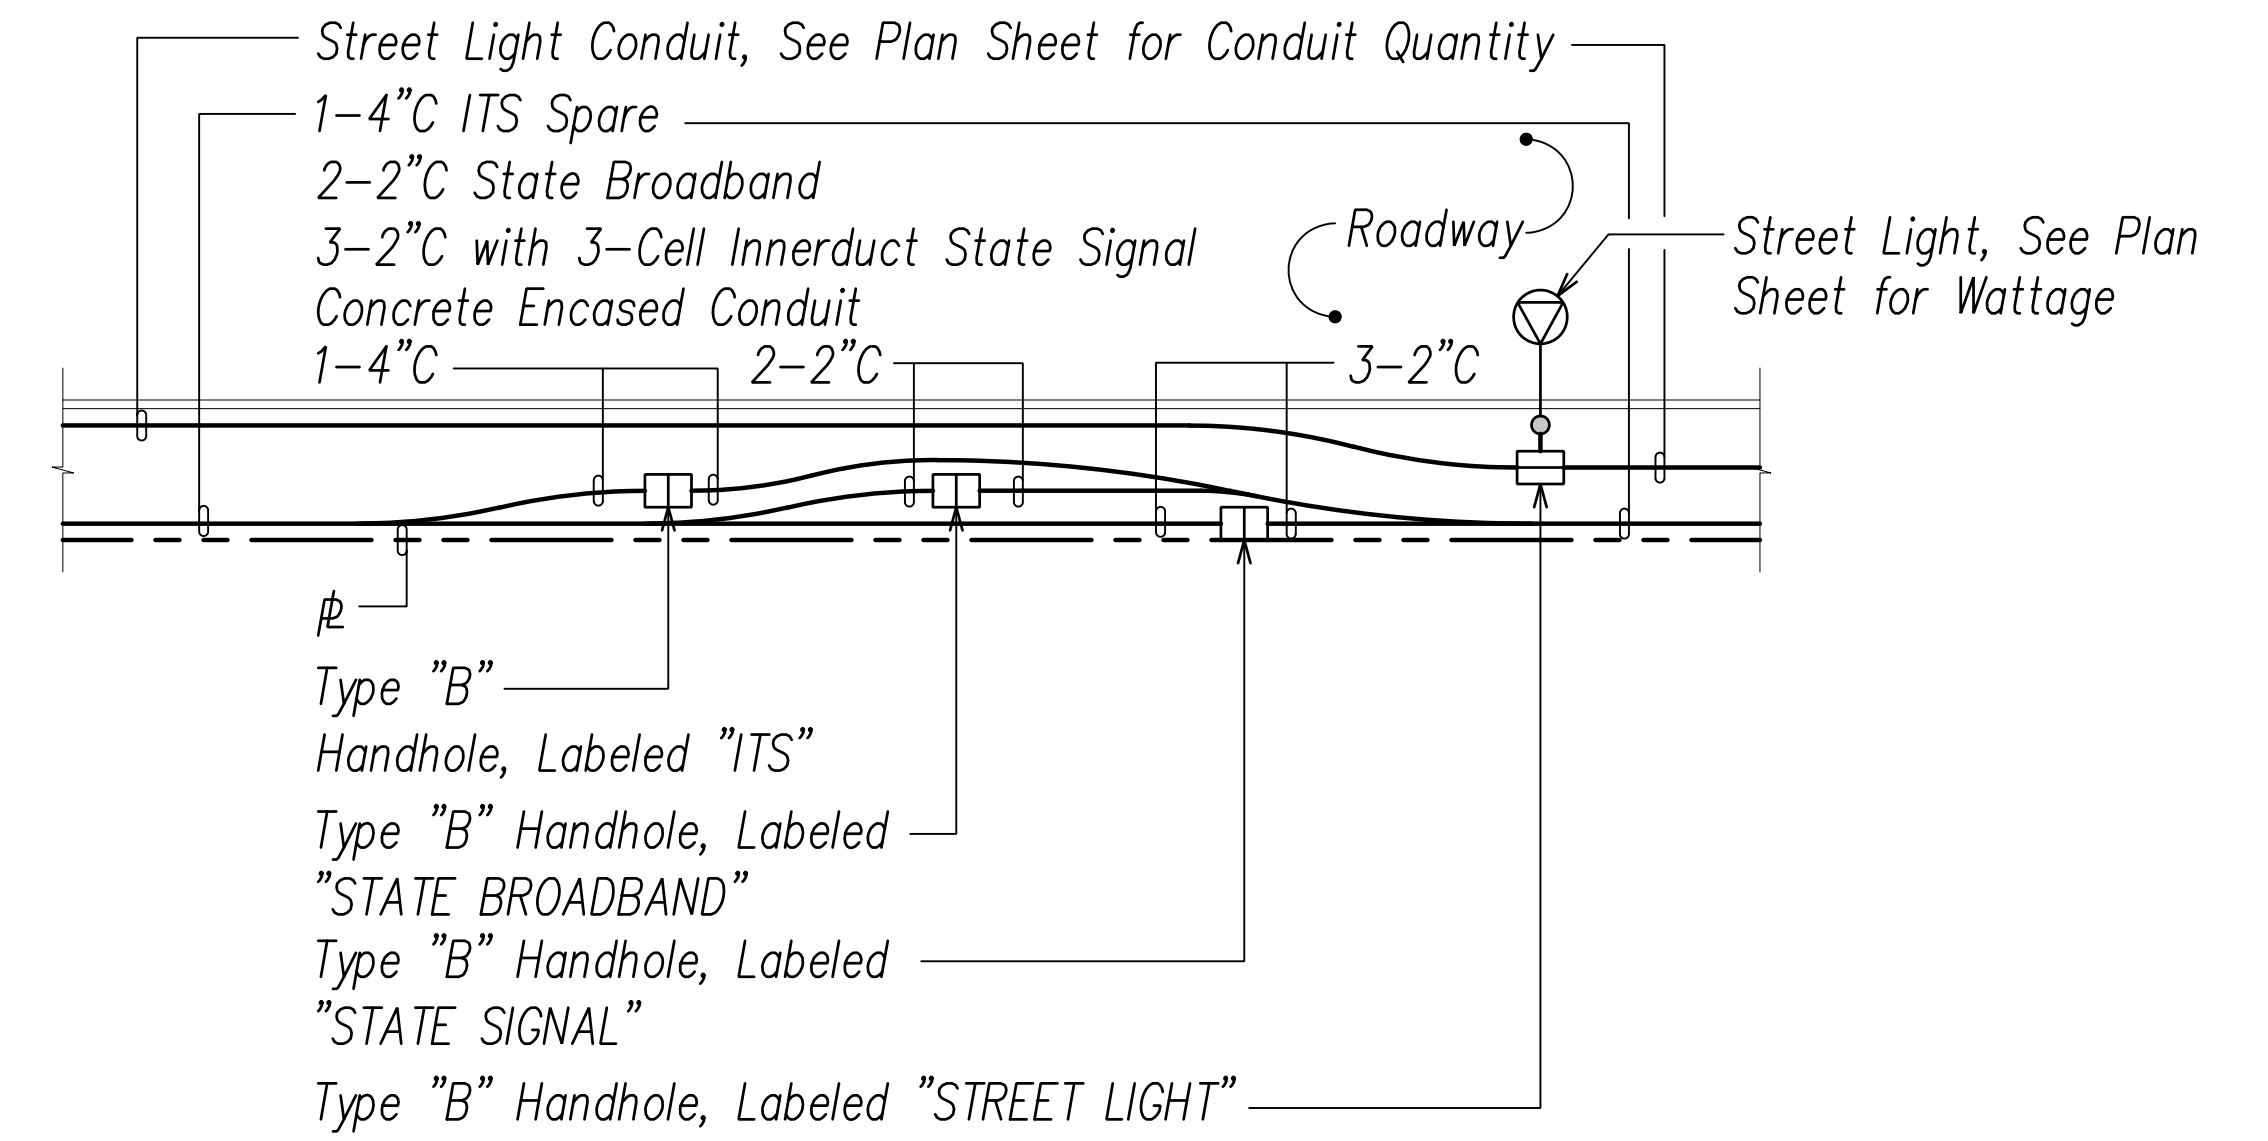 Street Light Conduit, See Plan Sheet for Conduit Quantity
1-4"C ITS Spare
2-2"C State Broadband
3-2"C with 3-Cell Innerduct State Signal
Concrete Encased Conduit
Roadway
Street Light, See Plan
Sheet for Wattage
1-4"C
2-2"C
3-2"C
PL
Type "B"
Handhole, Labeled "ITS"
Type "B" Handhole, Labeled
"STATE BROADBAND"
Type "B" Handhole, Labeled
"STATE SIGNAL"
Type "B" Handhole, Labeled "STREET LIGHT"